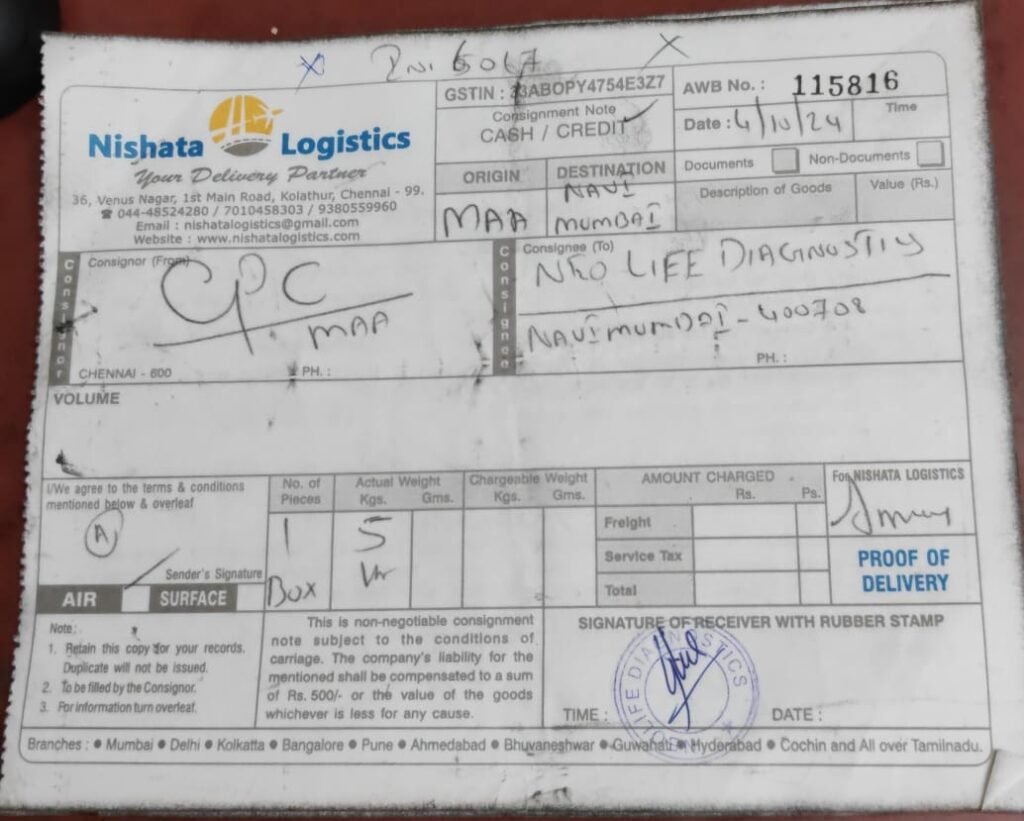 6067
GSTIN : 33ABOPY4754E3Z7
Consignment Note
CASH / CREDIT
AWB No. : 115816
Date : 4/10/24
Time
Documents
Non-Documents
Nishata Logistics
Your Delivery Partner
36, Venus Nagar, 1st Main Road, Kolathur, Chennai - 99.
☎ 044-48524280 / 7010458303 / 9380559960
Email : nishatalogistics@gmail.com
Website : www.nishatalogistics.com
ORIGIN
DESTINATION
MAA
NAVI
MUMBAI
Description of Goods
Value (Rs.)
Consignor
Consignor (From)
CPC
MAA
CHENNAI - 600
PH. :
Consignee
Consignee (To)
NEO LIFE DIAGNOSTICS
NAVI MUMBAI - 400708
PH. :
VOLUME
I/We agree to the terms & conditions
mentioned below & overleaf
A
Sender's Signature
AIR
SURFACE
No. of
Pieces
1
Box
Actual Weight
Kgs. Gms.
5
Chargeable Weight
Kgs. Gms.
AMOUNT CHARGED
Rs. Ps.
Freight
Service Tax
Total
For NISHATA LOGISTICS
PROOF OF
DELIVERY
Note :
1. Retain this copy for your records.
Duplicate will not be issued.
2. To be filled by the Consignor.
3. For information turn overleaf.
This is non-negotiable consignment
note subject to the conditions of
carriage. The company's liability for the
mentioned shall be compensated to a sum
of Rs. 500/- or the value of the goods
whichever is less for any cause.
SIGNATURE OF RECEIVER WITH RUBBER STAMP
LIFE DIAGNOSTICS
TIME :
DATE :
Branches : ● Mumbai ● Delhi ● Kolkatta ● Bangalore ● Pune ● Ahmedabad ● Bhuvaneshwar ● Guwahati ● Hyderabad ● Cochin and All over Tamilnadu.